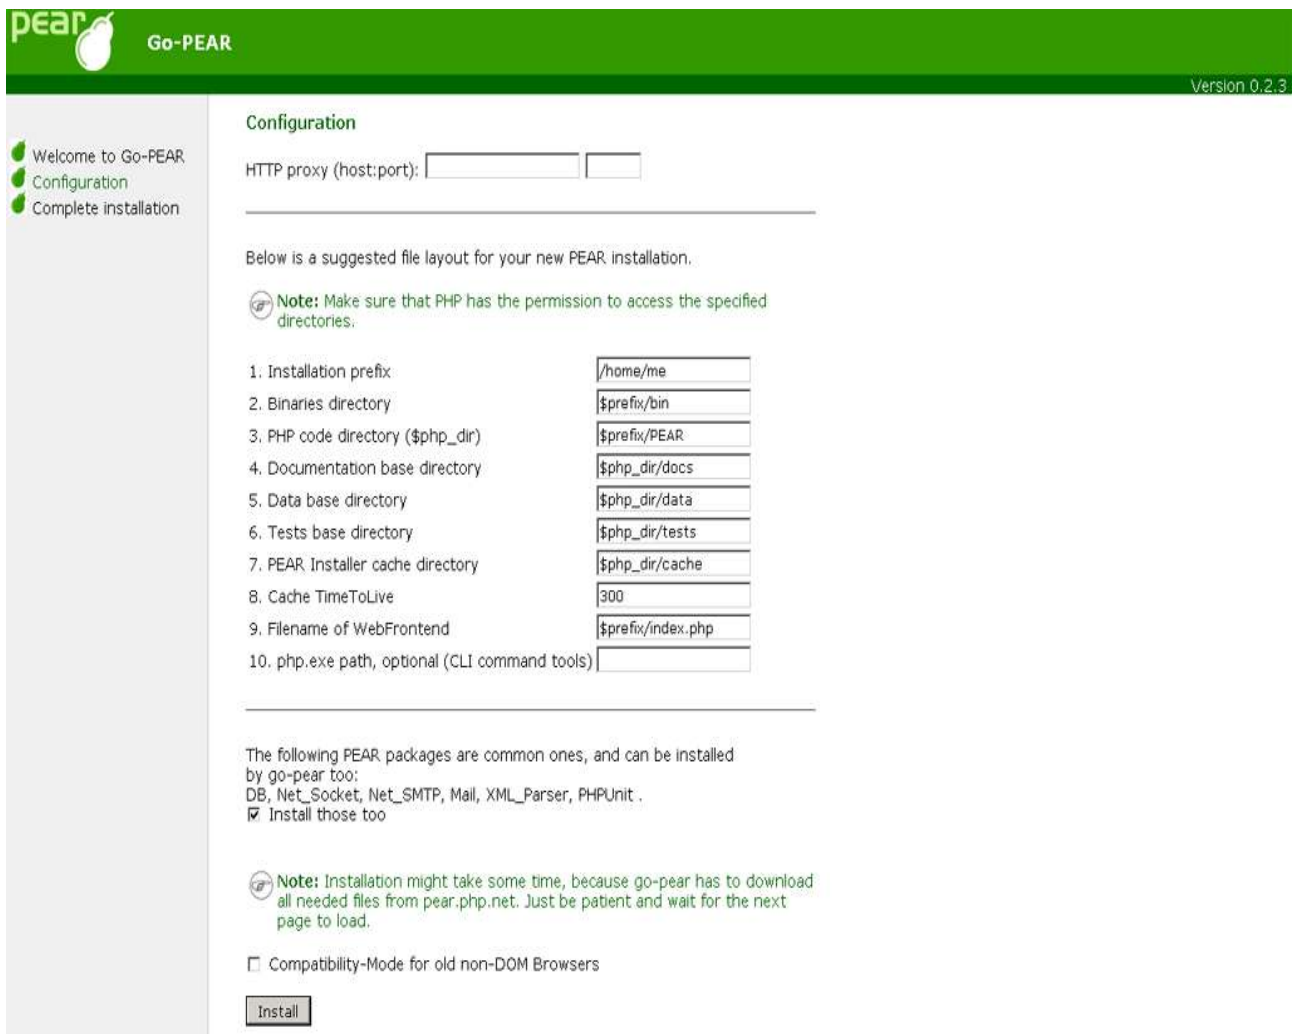 pear
Go-PEAR
Version 0.2.3
Welcome to Go-PEAR
Configuration
Complete installation
Configuration
HTTP proxy (host:port):
Below is a suggested file layout for your new PEAR installation.
Note: Make sure that PHP has the permission to access the specified
directories.
1. Installation prefix /home/me
2. Binaries directory $prefix/bin
3. PHP code directory ($php_dir) $prefix/PEAR
4. Documentation base directory $php_dir/docs
5. Data base directory $php_dir/data
6. Tests base directory $php_dir/tests
7. PEAR Installer cache directory $php_dir/cache
8. Cache TimeToLive 300
9. Filename of WebFrontend $prefix/index.php
10. php.exe path, optional (CLI command tools)
The following PEAR packages are common ones, and can be installed
by go-pear too:
DB, Net_Socket, Net_SMTP, Mail, XML_Parser, PHPUnit .
Install those too
Note: Installation might take some time, because go-pear has to download
all needed files from pear.php.net. Just be patient and wait for the next
page to load.
Compatibility-Mode for old non-DOM Browsers
Install